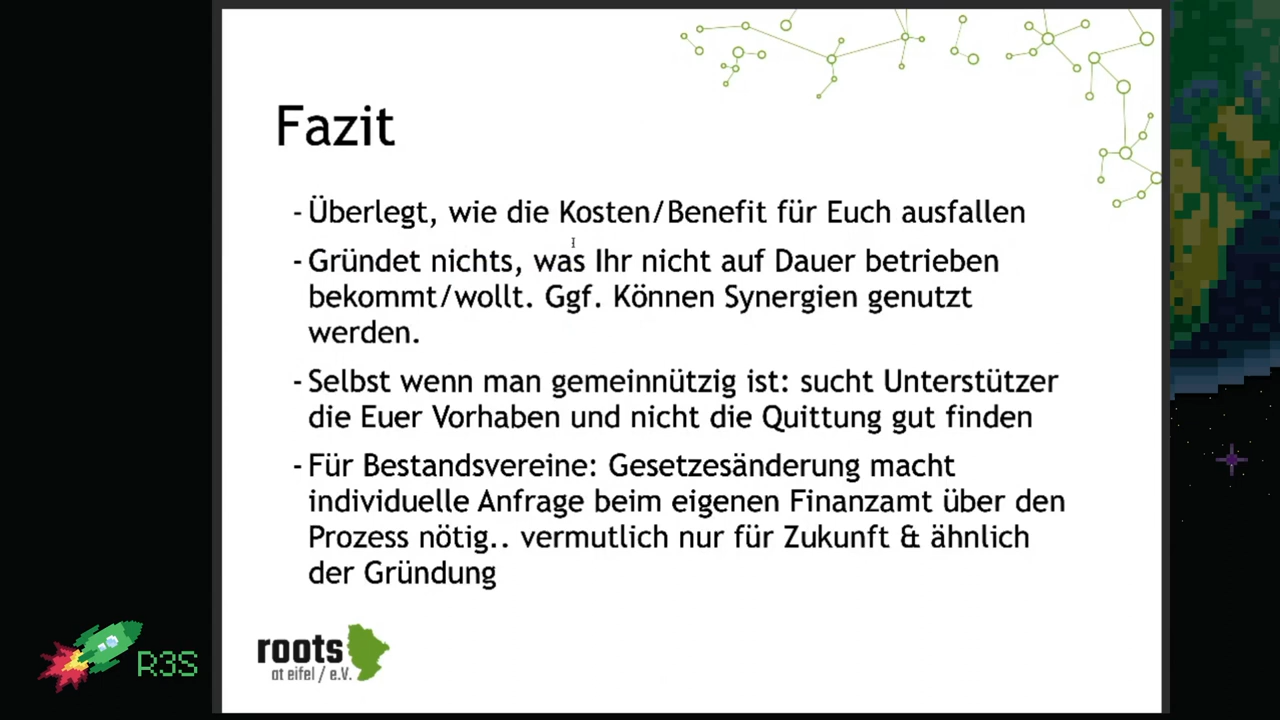 Fazit
- Überlegt, wie die Kosten/Benefit für Euch ausfallen
- Gründet nichts, was Ihr nicht auf Dauer betrieben
bekommt/wollt. Ggf. Können Synergien genutzt
werden.
- Selbst wenn man gemeinnützig ist: sucht Unterstützer
die Euer Vorhaben und nicht die Quittung gut finden
- Für Bestandsvereine: Gesetzesänderung macht
individuelle Anfrage beim eigenen Finanzamt über den
Prozess nötig.. vermutlich nur für Zukunft & ähnlich
der Gründung
roots
at eifel / e.V.
R3S